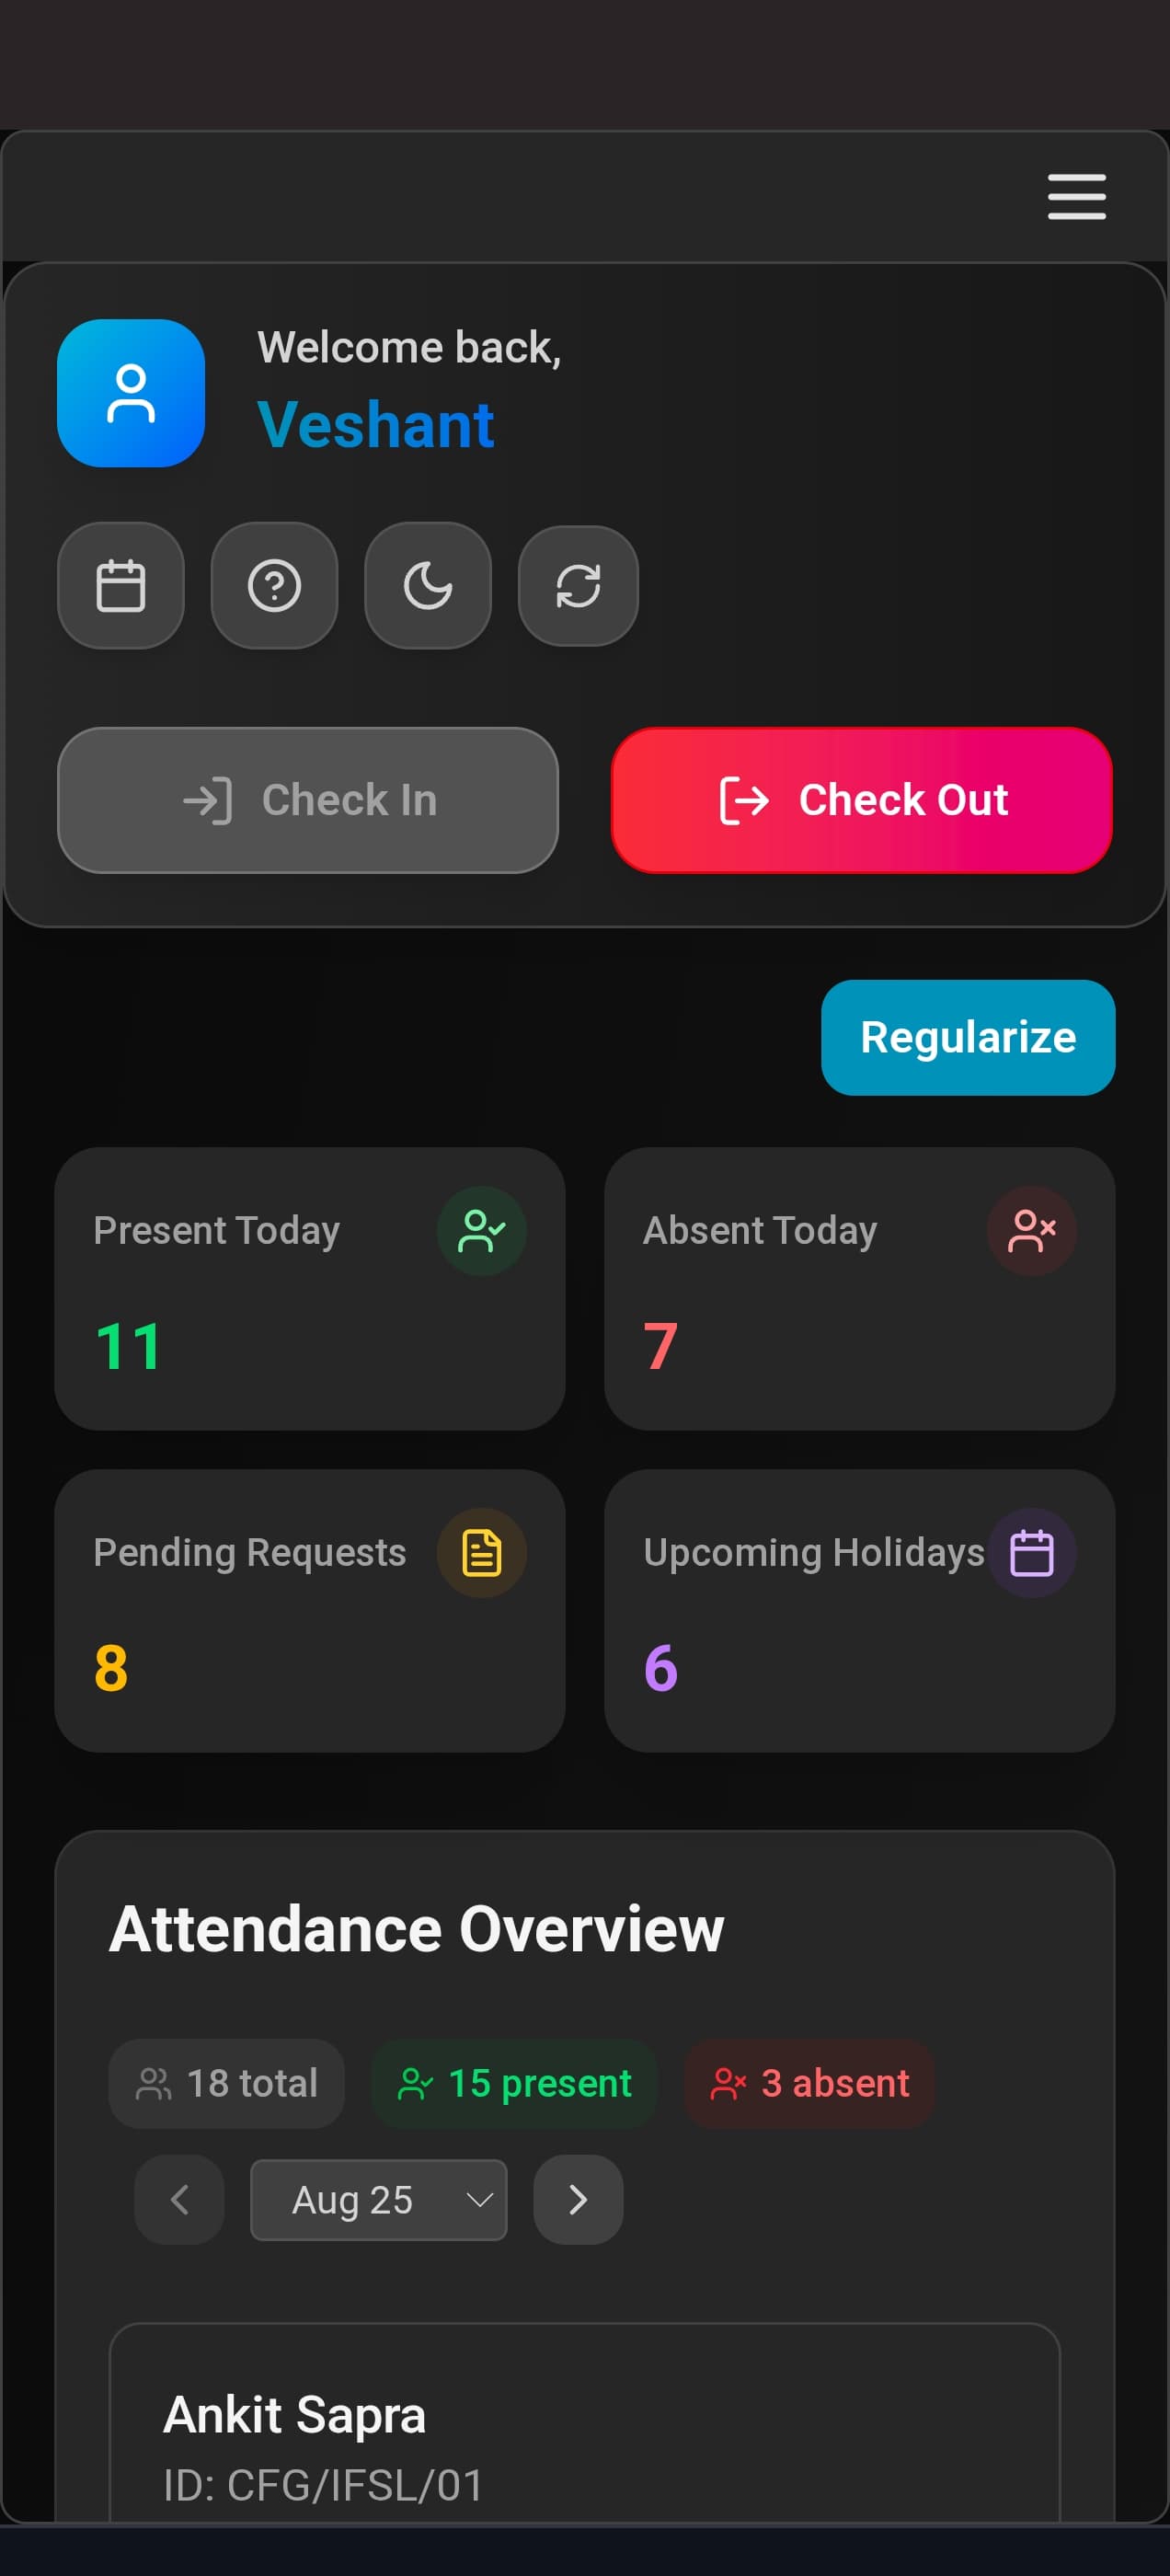 Welcome back,
Veshant
Check In
Check Out
Regularize
Present Today
11
Absent Today
7
Pending Requests
8
Upcoming Holidays
6
Attendance Overview
18 total
15 present
3 absent
Aug 25
Ankit Sapra
ID: CFG/IFSL/01